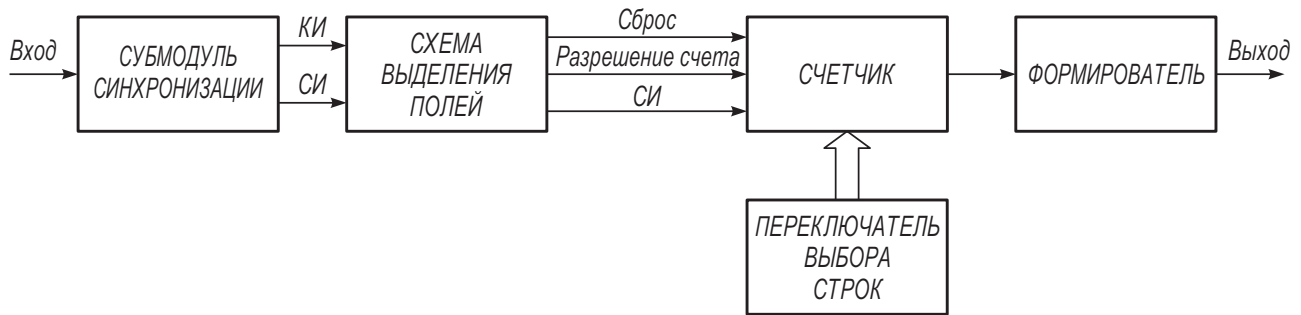 Вход
СУБМОДУЛЬ
СИНХРОНИЗАЦИИ
КИ
СИ
СХЕМА
ВЫДЕЛЕНИЯ
ПОЛЕЙ
Сброс
Разрешение счета
СИ
СЧЕТЧИК
ФОРМИРОВАТЕЛЬ
Выход
ПЕРЕКЛЮЧАТЕЛЬ
ВЫБОРА
СТРОК